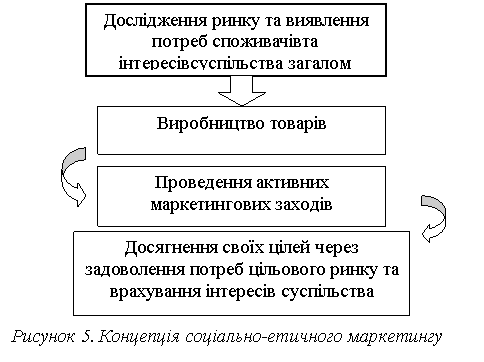 Дослідження ринку та виявлення
потреб споживачівта
інтересівсуспільства загалом
Виробництво товарів
Проведення активних
маркетингових заходів
Досягнення своїх цілей через
задоволення потреб цільового ринку та
врахування інтересів суспільства
Рисунок 5. Концепція соціально-етичного маркетингу